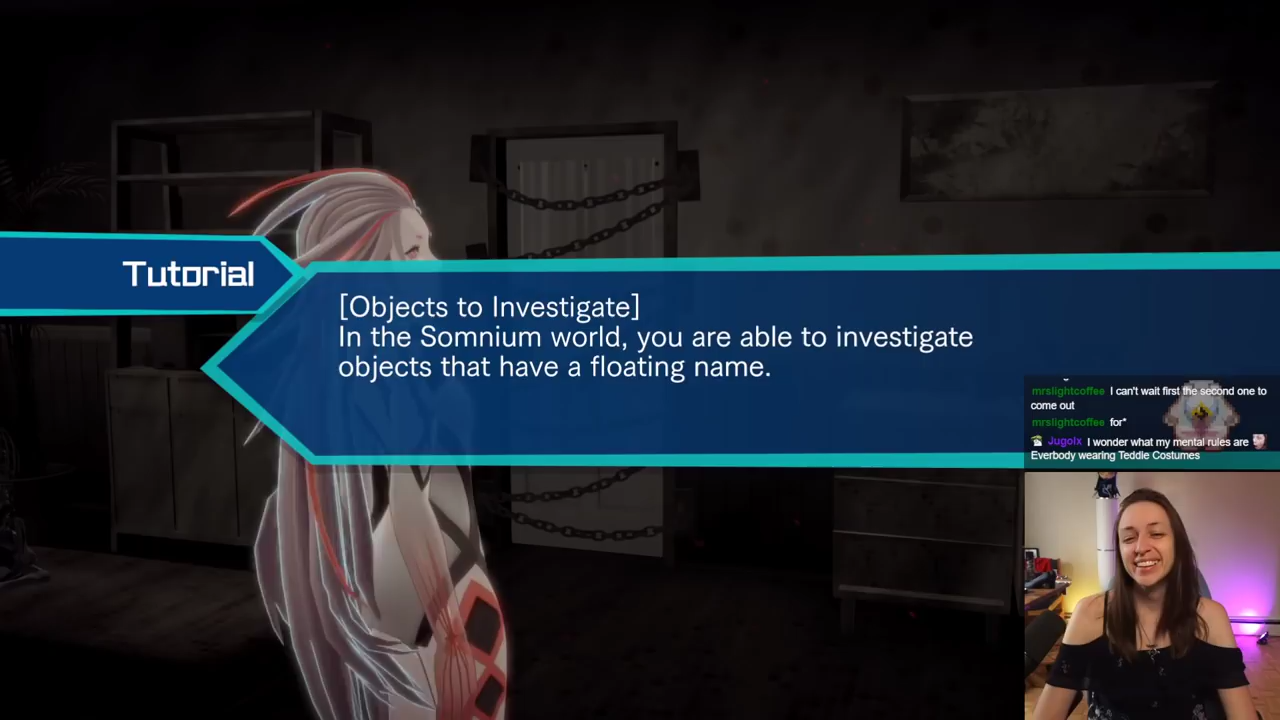 Tutorial
[Objects to Investigate]
In the Somnium world, you are able to investigate
objects that have a floating name.
mrslightcoffee I can't wait first the second one to
come out
mrslightcoffee for*
Jugolx I wonder what my mental rules are
Everbody wearing Teddie Costumes